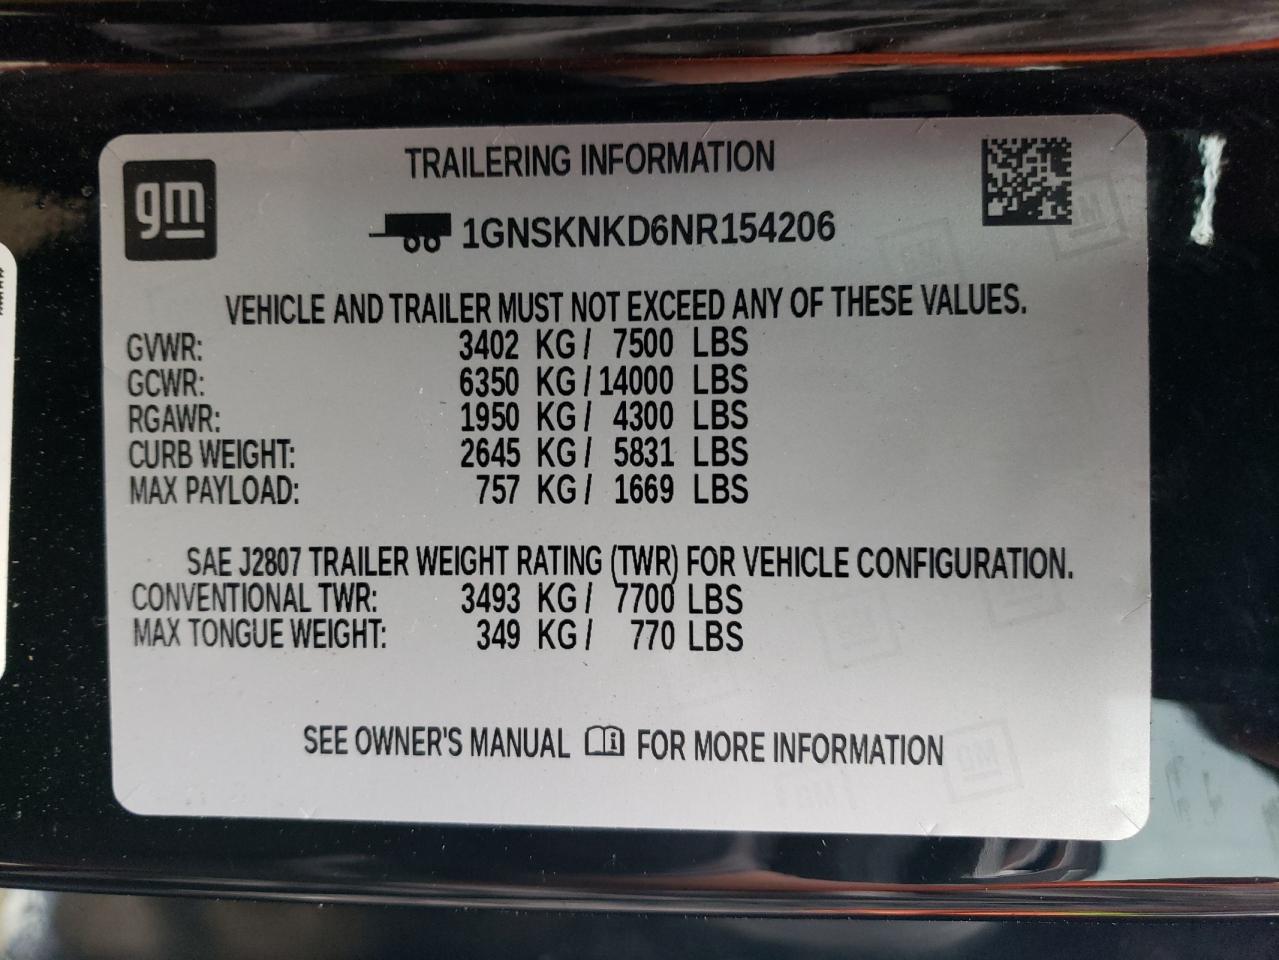 gm
TRAILERING INFORMATION
1GNSKNKD6NR154206
VEHICLE AND TRAILER MUST NOT EXCEED ANY OF THESE VALUES.
GVWR: 3402 KG / 7500 LBS
GCWR: 6350 KG / 14000 LBS
RGAWR: 1950 KG / 4300 LBS
CURB WEIGHT: 2645 KG / 5831 LBS
MAX PAYLOAD: 757 KG / 1669 LBS
SAE J2807 TRAILER WEIGHT RATING (TWR) FOR VEHICLE CONFIGURATION.
CONVENTIONAL TWR: 3493 KG / 7700 LBS
MAX TONGUE WEIGHT: 349 KG / 770 LBS
SEE OWNER'S MANUAL i FOR MORE INFORMATION